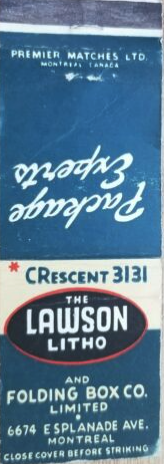 PREMIER MATCHES LTD.
MONTREAL CANADA
Package
Experts
* CRESCENT 3131
THE
LAWSON
LITHO
AND
FOLDING BOX CO.
LIMITED
6674 ESPLANADE AVE.
MONTREAL
CLOSE COVER BEFORE STRIKING